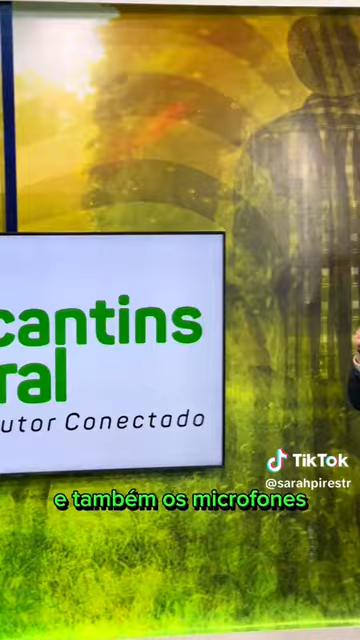 cantins
ral
utor Conectado
TikTok
@sarahpirestr
e também os microfones